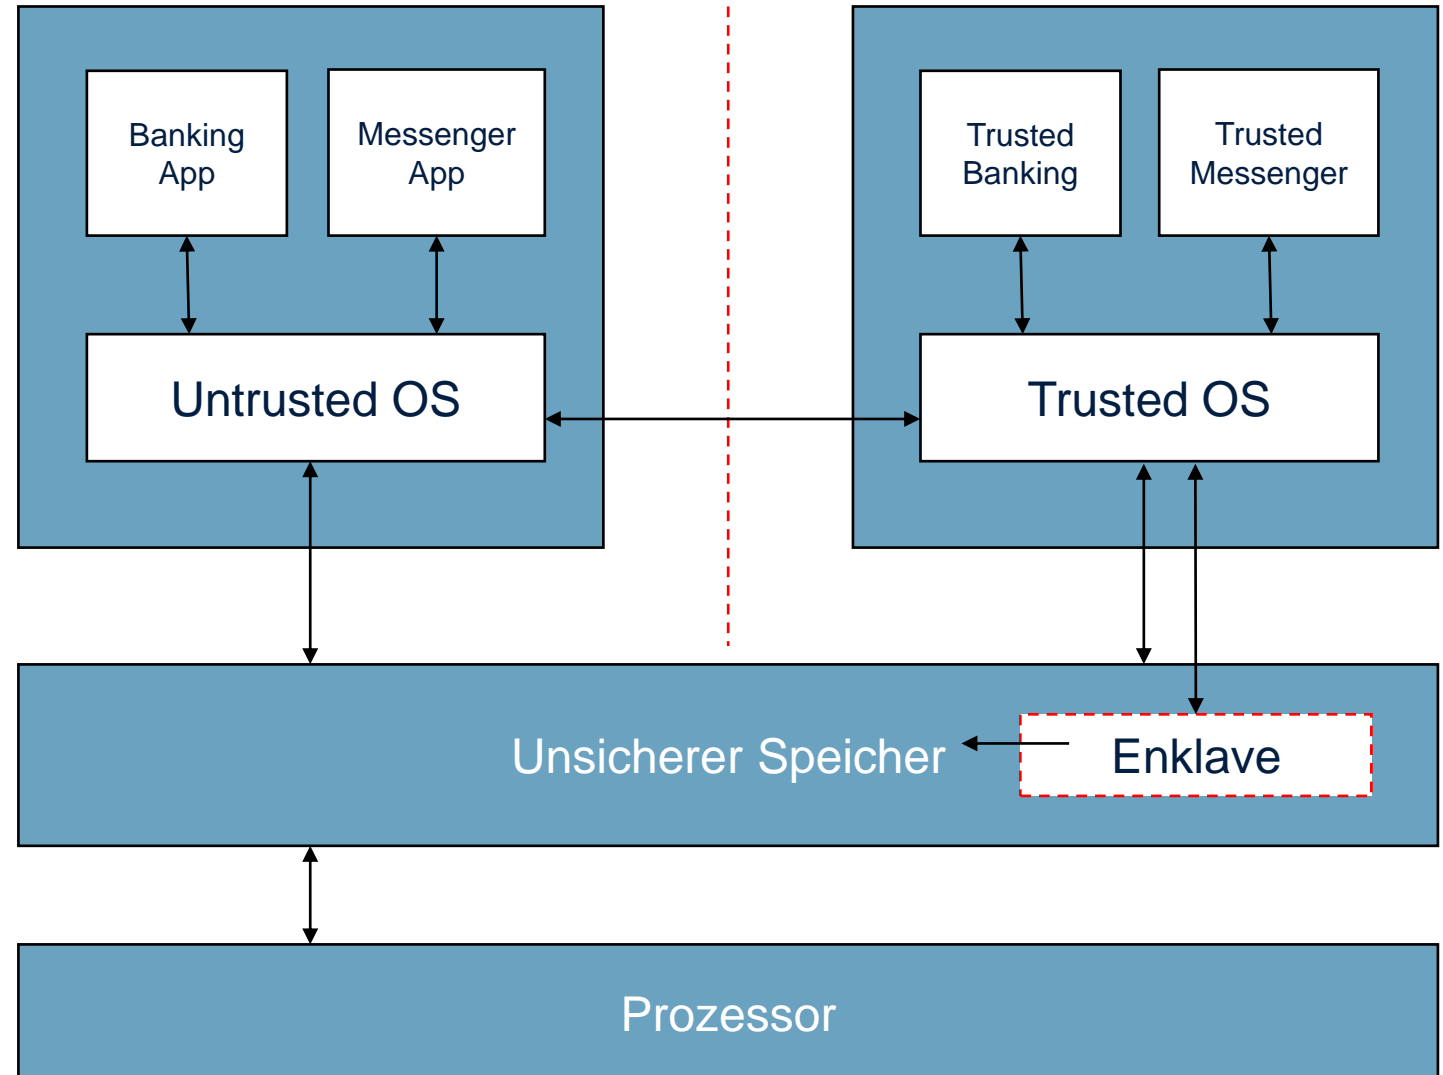 Banking
App
Messenger
App
Trusted
Banking
Trusted
Messenger
Untrusted OS
Trusted OS
Unsicherer Speicher
Enklave
Prozessor